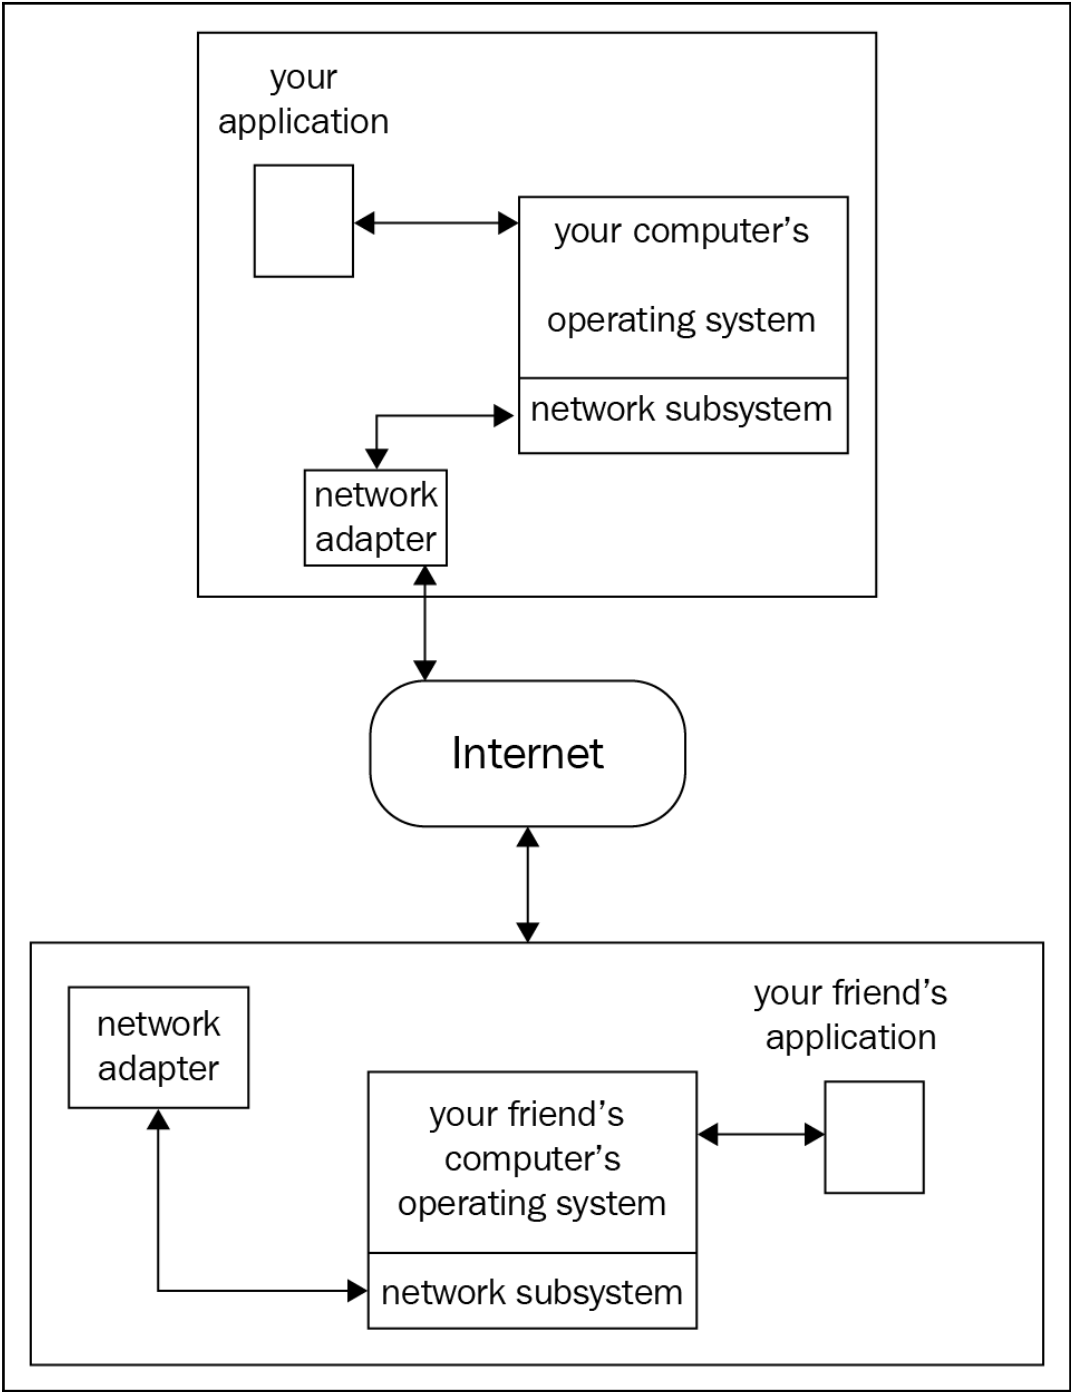 your
application
your computer’s
operating system
network subsystem
network
adapter
Internet
network
adapter
your friend’s
application
your friend’s
computer’s
operating system
network subsystem